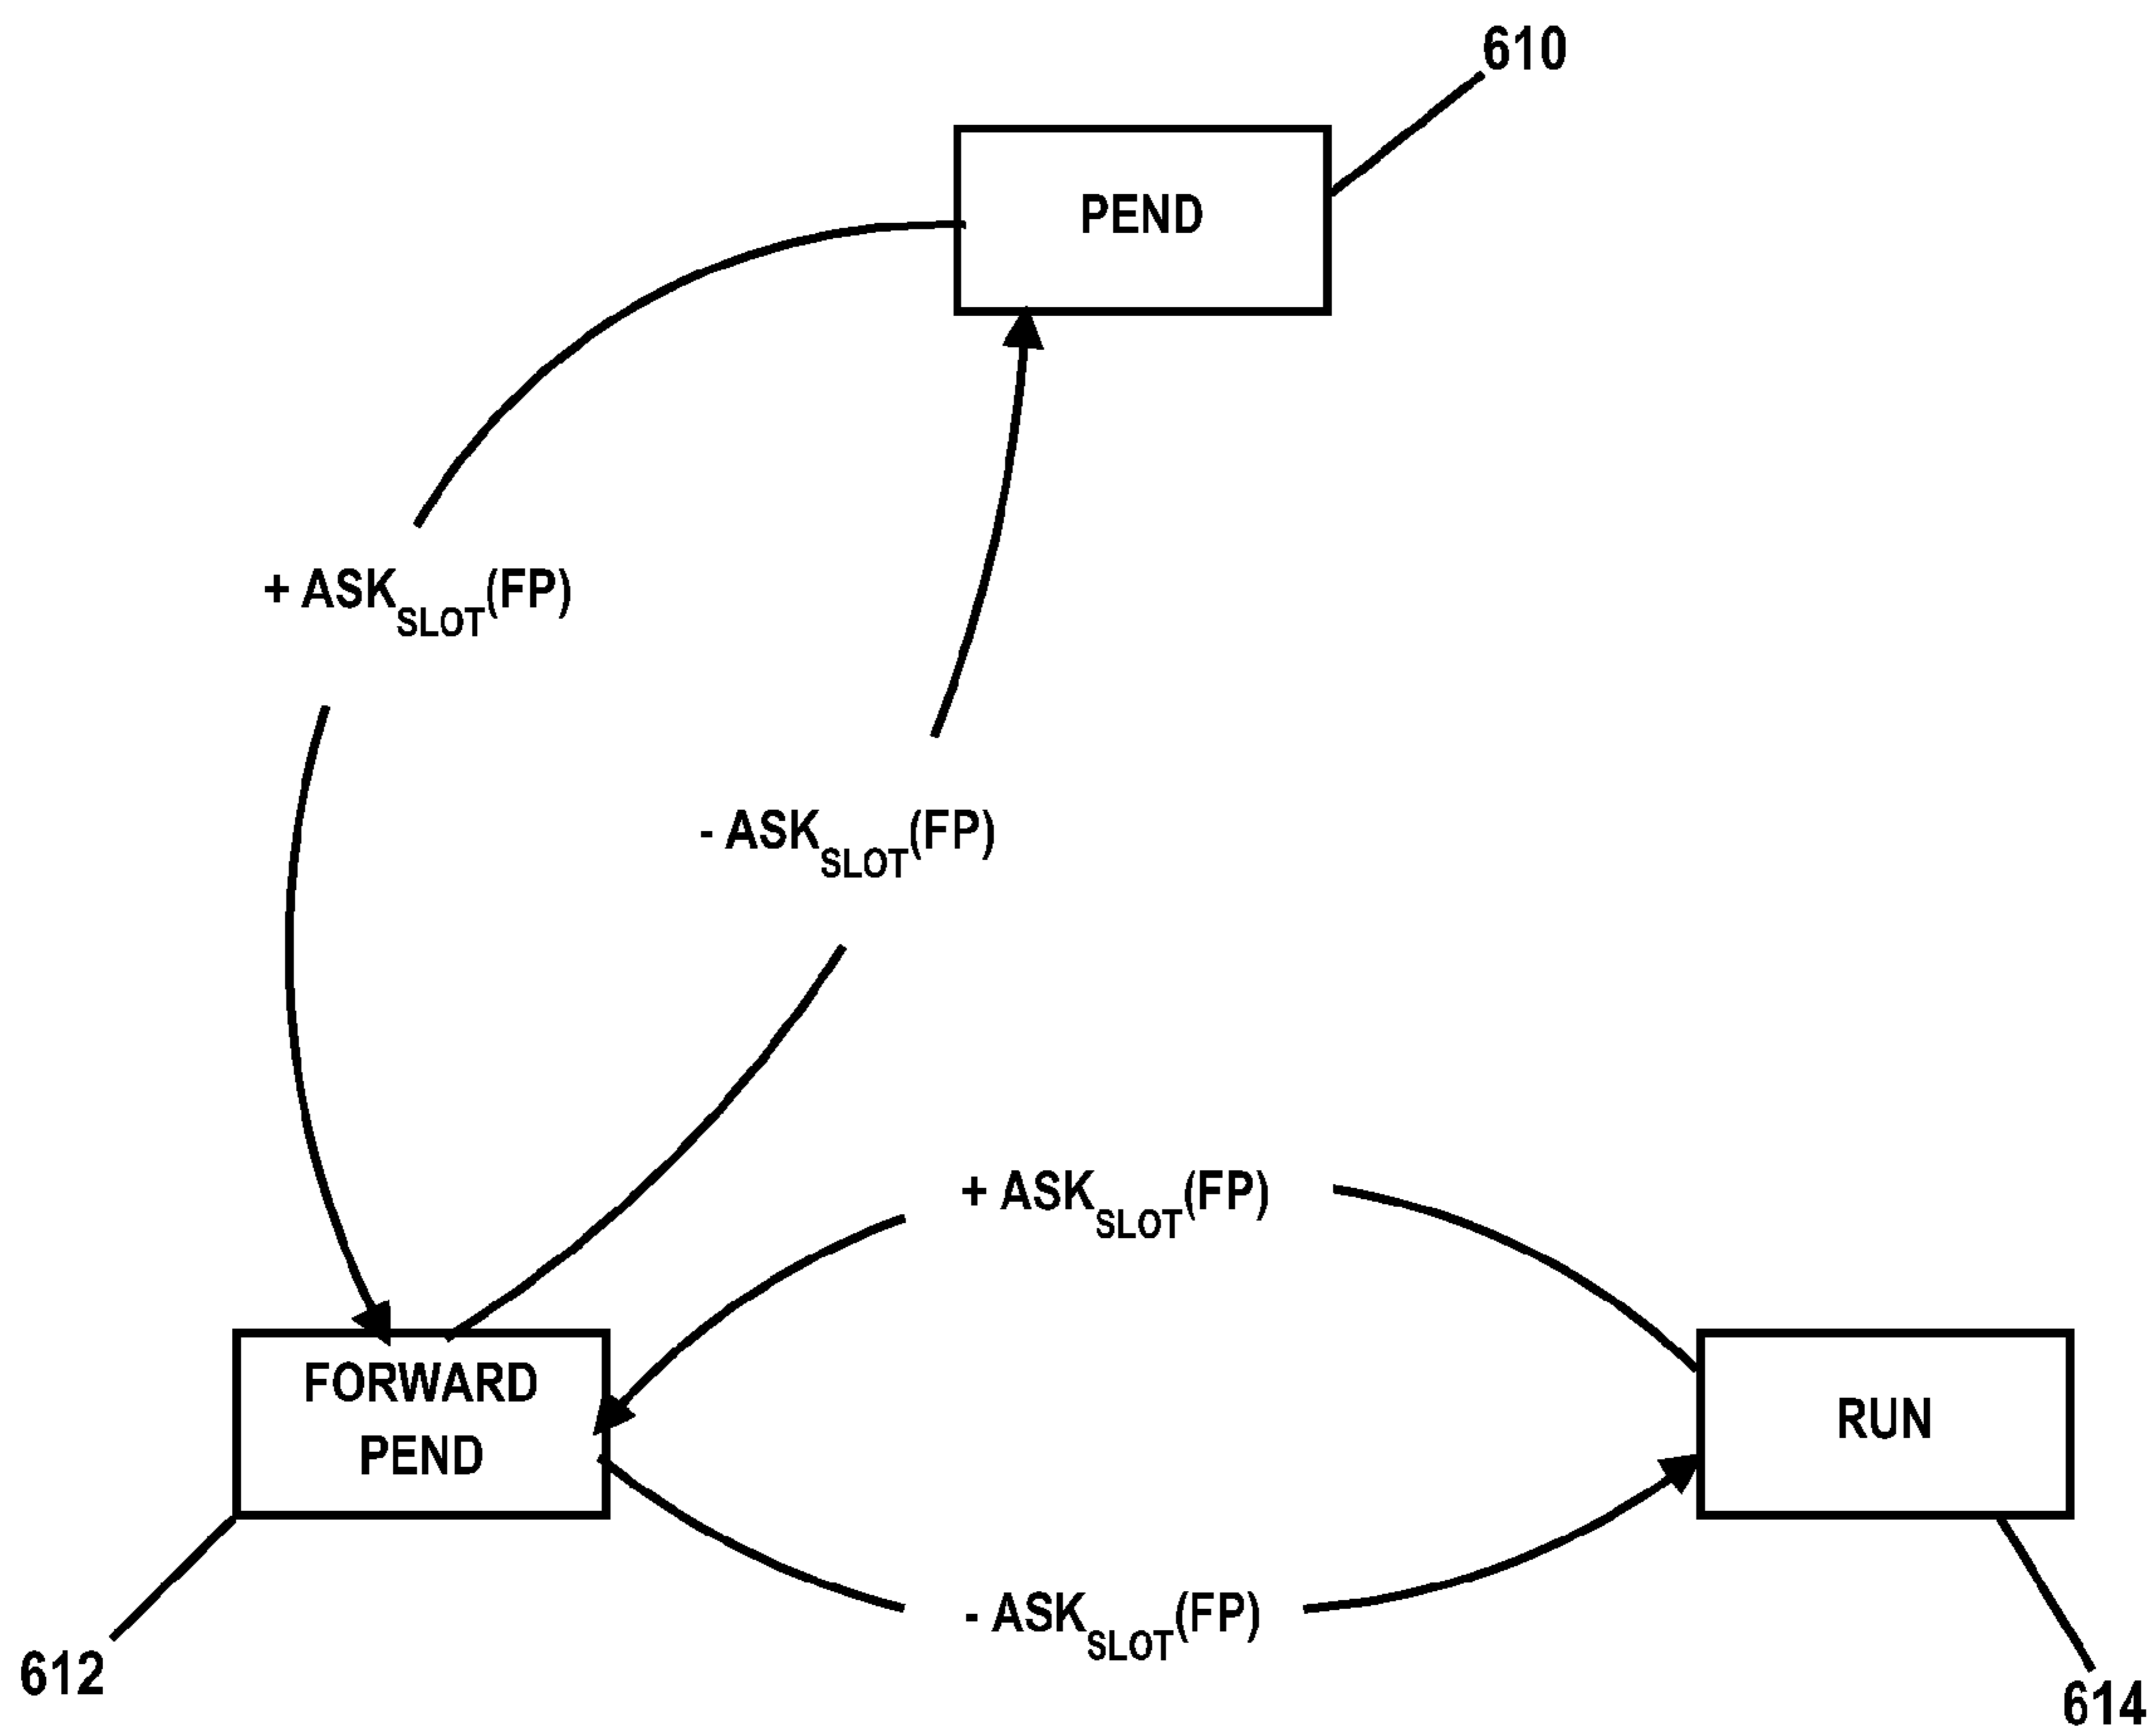 610
PEND
+ ASKSLOT(FP)
- ASKSLOT(FP)
+ ASKSLOT(FP)
FORWARD
PEND
RUN
- ASKSLOT(FP)
612
614